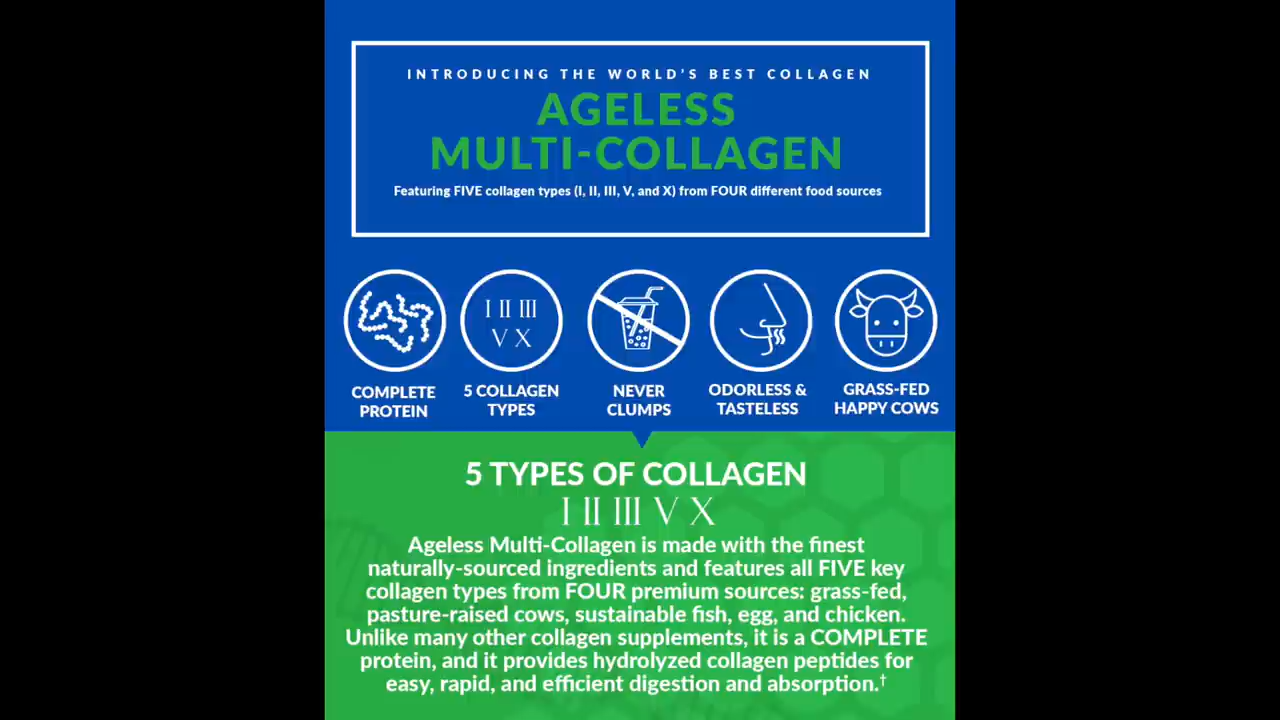 INTRODUCING THE WORLD'S BEST COLLAGEN
AGELESS
MULTI-COLLAGEN
Featuring FIVE collagen types (I, II, III, V, and X) from FOUR different food sources
I II III
V X
COMPLETE
PROTEIN
5 COLLAGEN
TYPES
NEVER
CLUMPS
ODORLESS &
TASTELESS
GRASS-FED
HAPPY COWS
5 TYPES OF COLLAGEN
I II III V X
Ageless Multi-Collagen is made with the finest
naturally-sourced ingredients and features all FIVE key
collagen types from FOUR premium sources: grass-fed,
pasture-raised cows, sustainable fish, egg, and chicken.
Unlike many other collagen supplements, it is a COMPLETE
protein, and it provides hydrolyzed collagen peptides for
easy, rapid, and efficient digestion and absorption.†